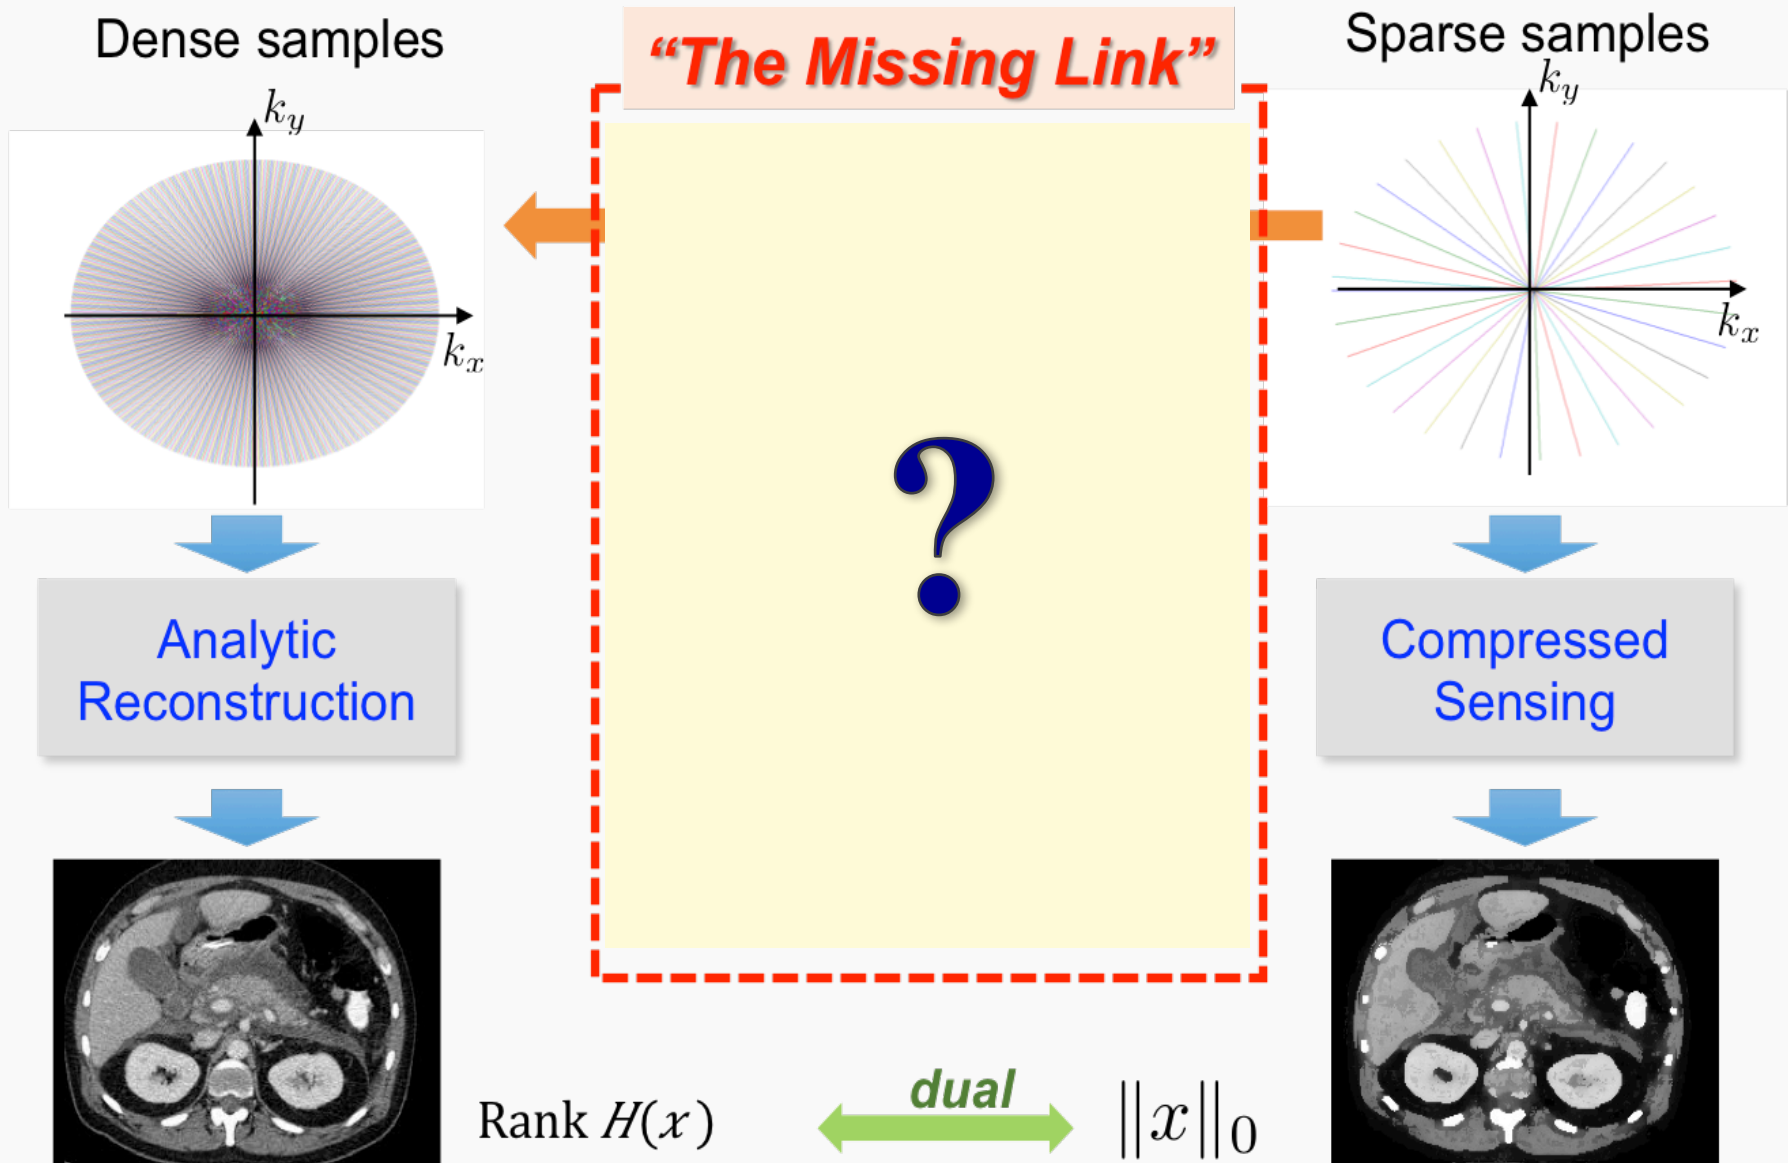 Dense samples
“The Missing Link”
Sparse samples
k_y
k_x
k_y
k_x
?
Analytic
Reconstruction
Compressed
Sensing
Rank H(x)
dual
||x||_0